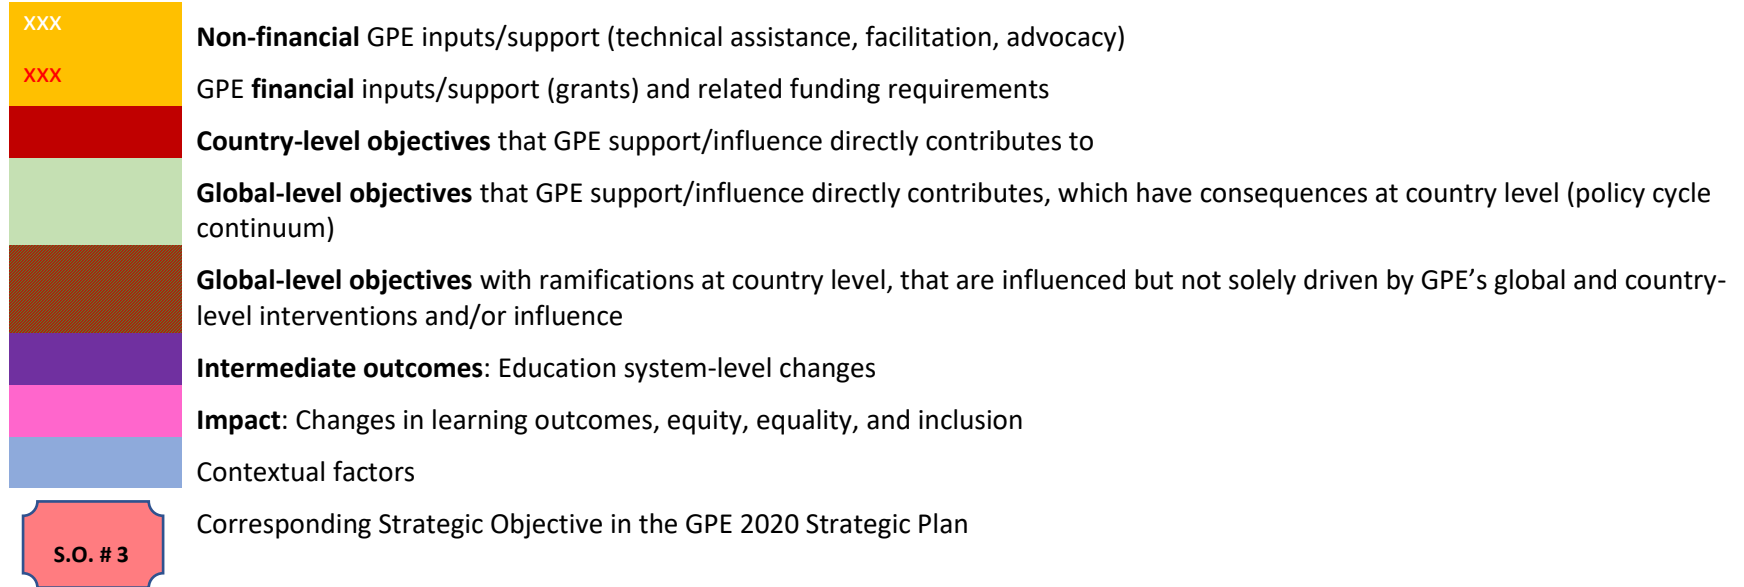 xxx
Non-financial GPE inputs/support (technical assistance, facilitation, advocacy)
xxx
GPE financial inputs/support (grants) and related funding requirements
Country-level objectives that GPE support/influence directly contributes to
Global-level objectives that GPE support/influence directly contributes, which have consequences at country level (policy cycle
continuum)
Global-level objectives with ramifications at country level, that are influenced but not solely driven by GPE’s global and country-
level interventions and/or influence
Intermediate outcomes: Education system-level changes
Impact: Changes in learning outcomes, equity, equality, and inclusion
Contextual factors
Corresponding Strategic Objective in the GPE 2020 Strategic Plan
S.O. # 3